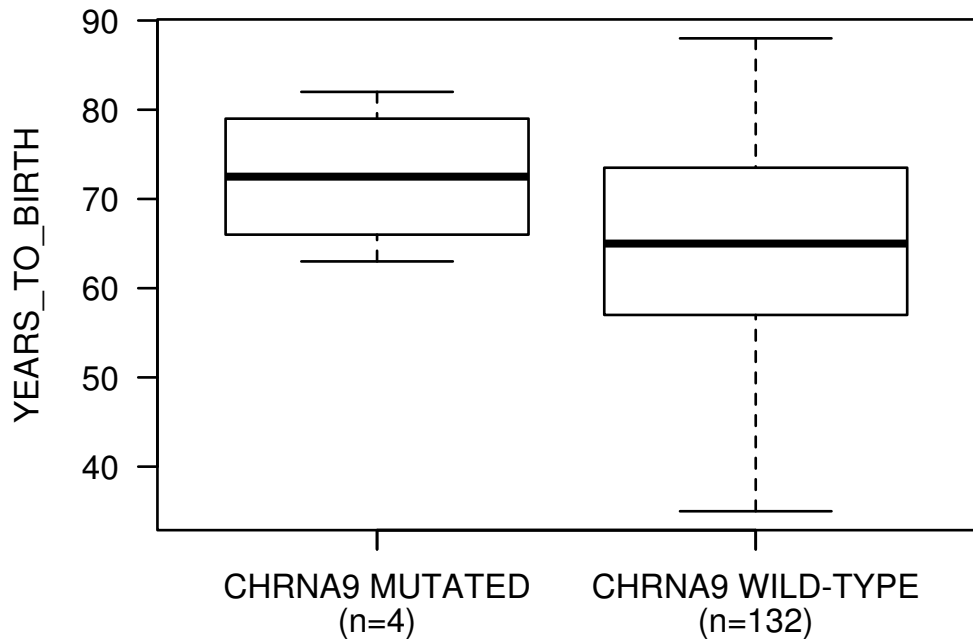 YEARS_TO_BIRTH
90
80
70
60
50
40
CHRNA9 MUTATED
(n=4)
CHRNA9 WILD-TYPE
(n=132)